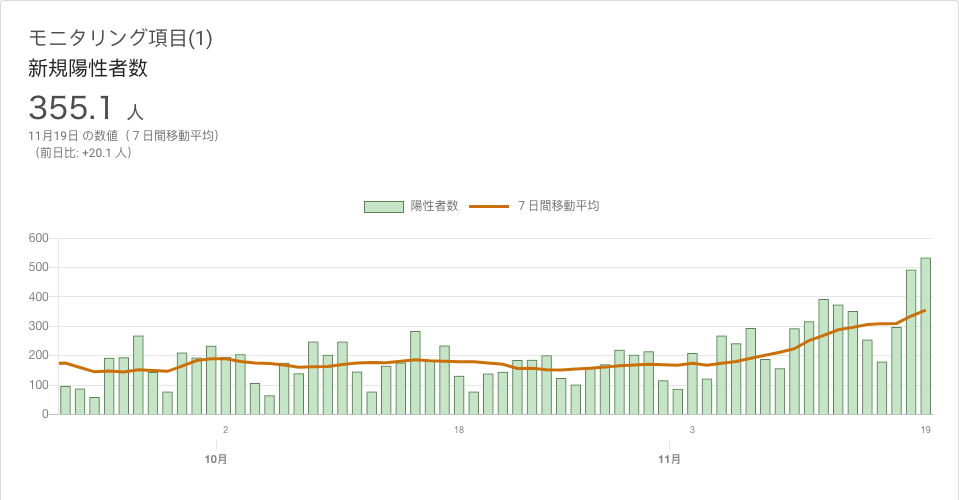 モニタリング項目(1)
新規陽性者数
355.1 人
11月19日 の数値（７日間移動平均）
（前日比: +20.1 人）
陽性者数 ７日間移動平均
600
500
400
300
200
100
0
2 18 3 19
10月 11月